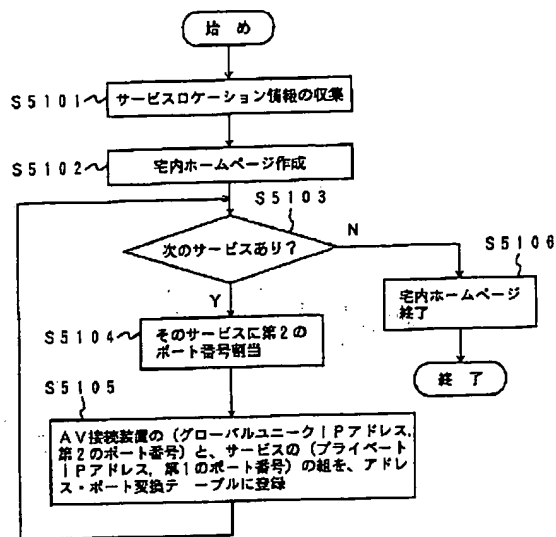 始め
S5101
サービスロケーション情報の収集
S5102
宅内ホームページ作成
S5103
次のサービスあり?
N
Y
S5106
宅内ホームページ
終了
終了
S5104
そのサービスに第2の
ポート番号割当
S5105
AV接続装置の(グローバルユニークIPアドレス,
第2のポート番号)と、サービスの(プライベート
IPアドレス,第1のポート番号)の組を、アドレ
ス・ポート変換テーブルに登録